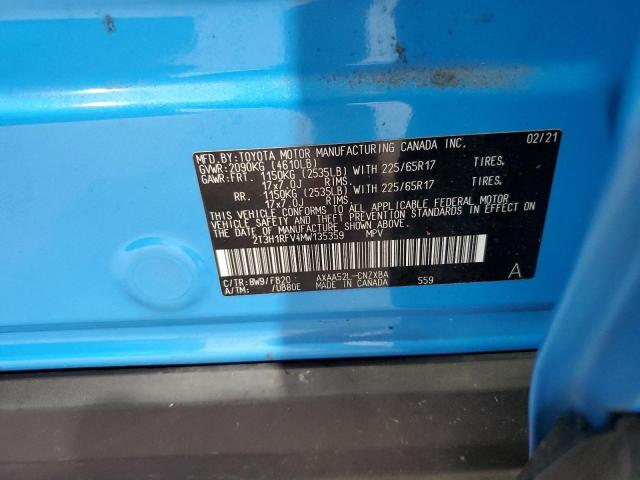 MFD.BY:TOYOTA MOTOR MANUFACTURING CANADA INC. 02/21
GVWR:2090KG (4610LB)
GAWR:FRT. 1150KG (2535LB) WITH 225/65R17 TIRES.
17x7.0J RIMS.
RR. 1150KG (2535LB) WITH 225/65R17 TIRES.
17x7.0J RIMS.
THIS VEHICLE CONFORMS TO ALL APPLICABLE FEDERAL MOTOR
VEHICLE SAFETY AND THEFT PREVENTION STANDARDS IN EFFECT
ON THE DATE OF MANUFACTURE SHOWN ABOVE.
2T3H1RFV4MW135359 MPV
C/TR:8W9/FB20 AXAA52L-CNZXBA
A/TM: /UB80E MADE IN CANADA 559 A